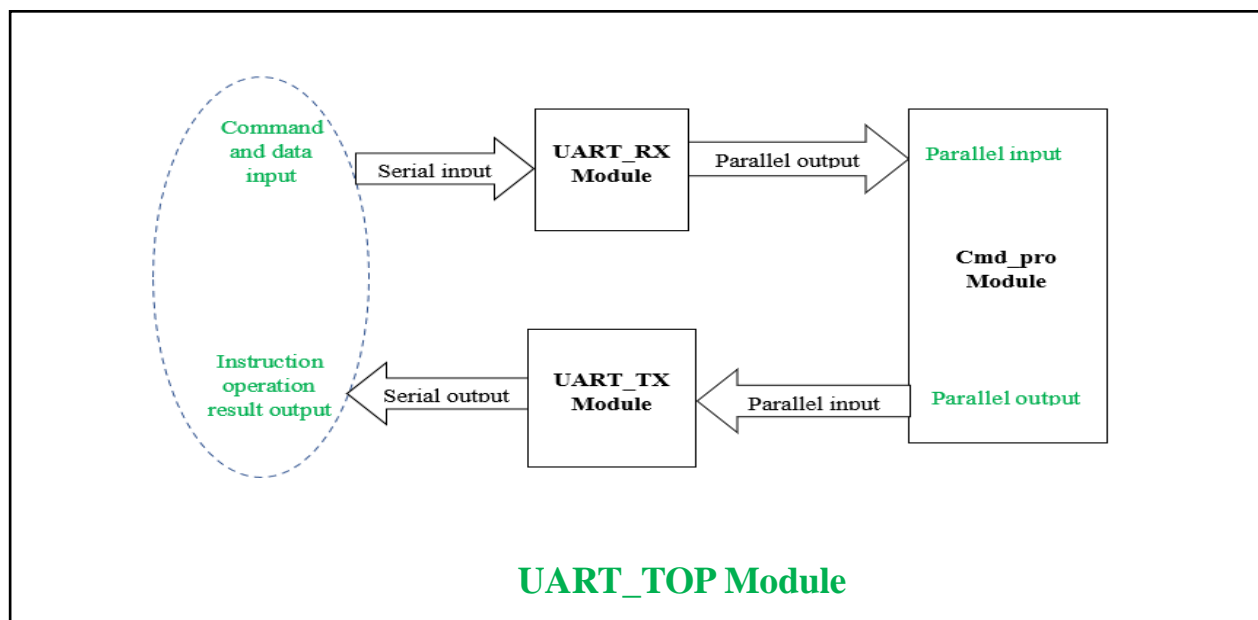 Command
and data
input
Serial input
UART_RX
Module
Parallel output
Parallel input
Cmd_pro
Module
Instruction
operation
result output
Serial output
UART_TX
Module
Parallel input
Parallel output
UART_TOP Module